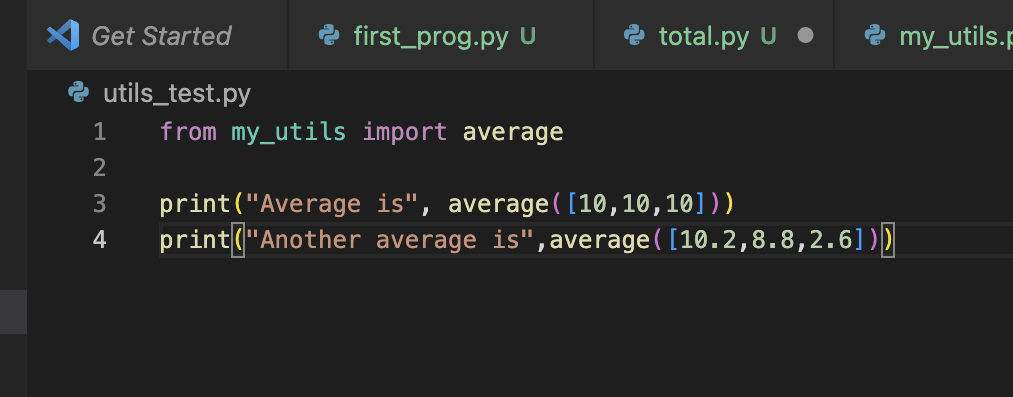 Get Started first_prog.py U total.py U my_utils.p
utils_test.py
1 from my_utils import average
2
3 print("Average is", average([10,10,10]))
4 print("Another average is",average([10.2,8.8,2.6]))